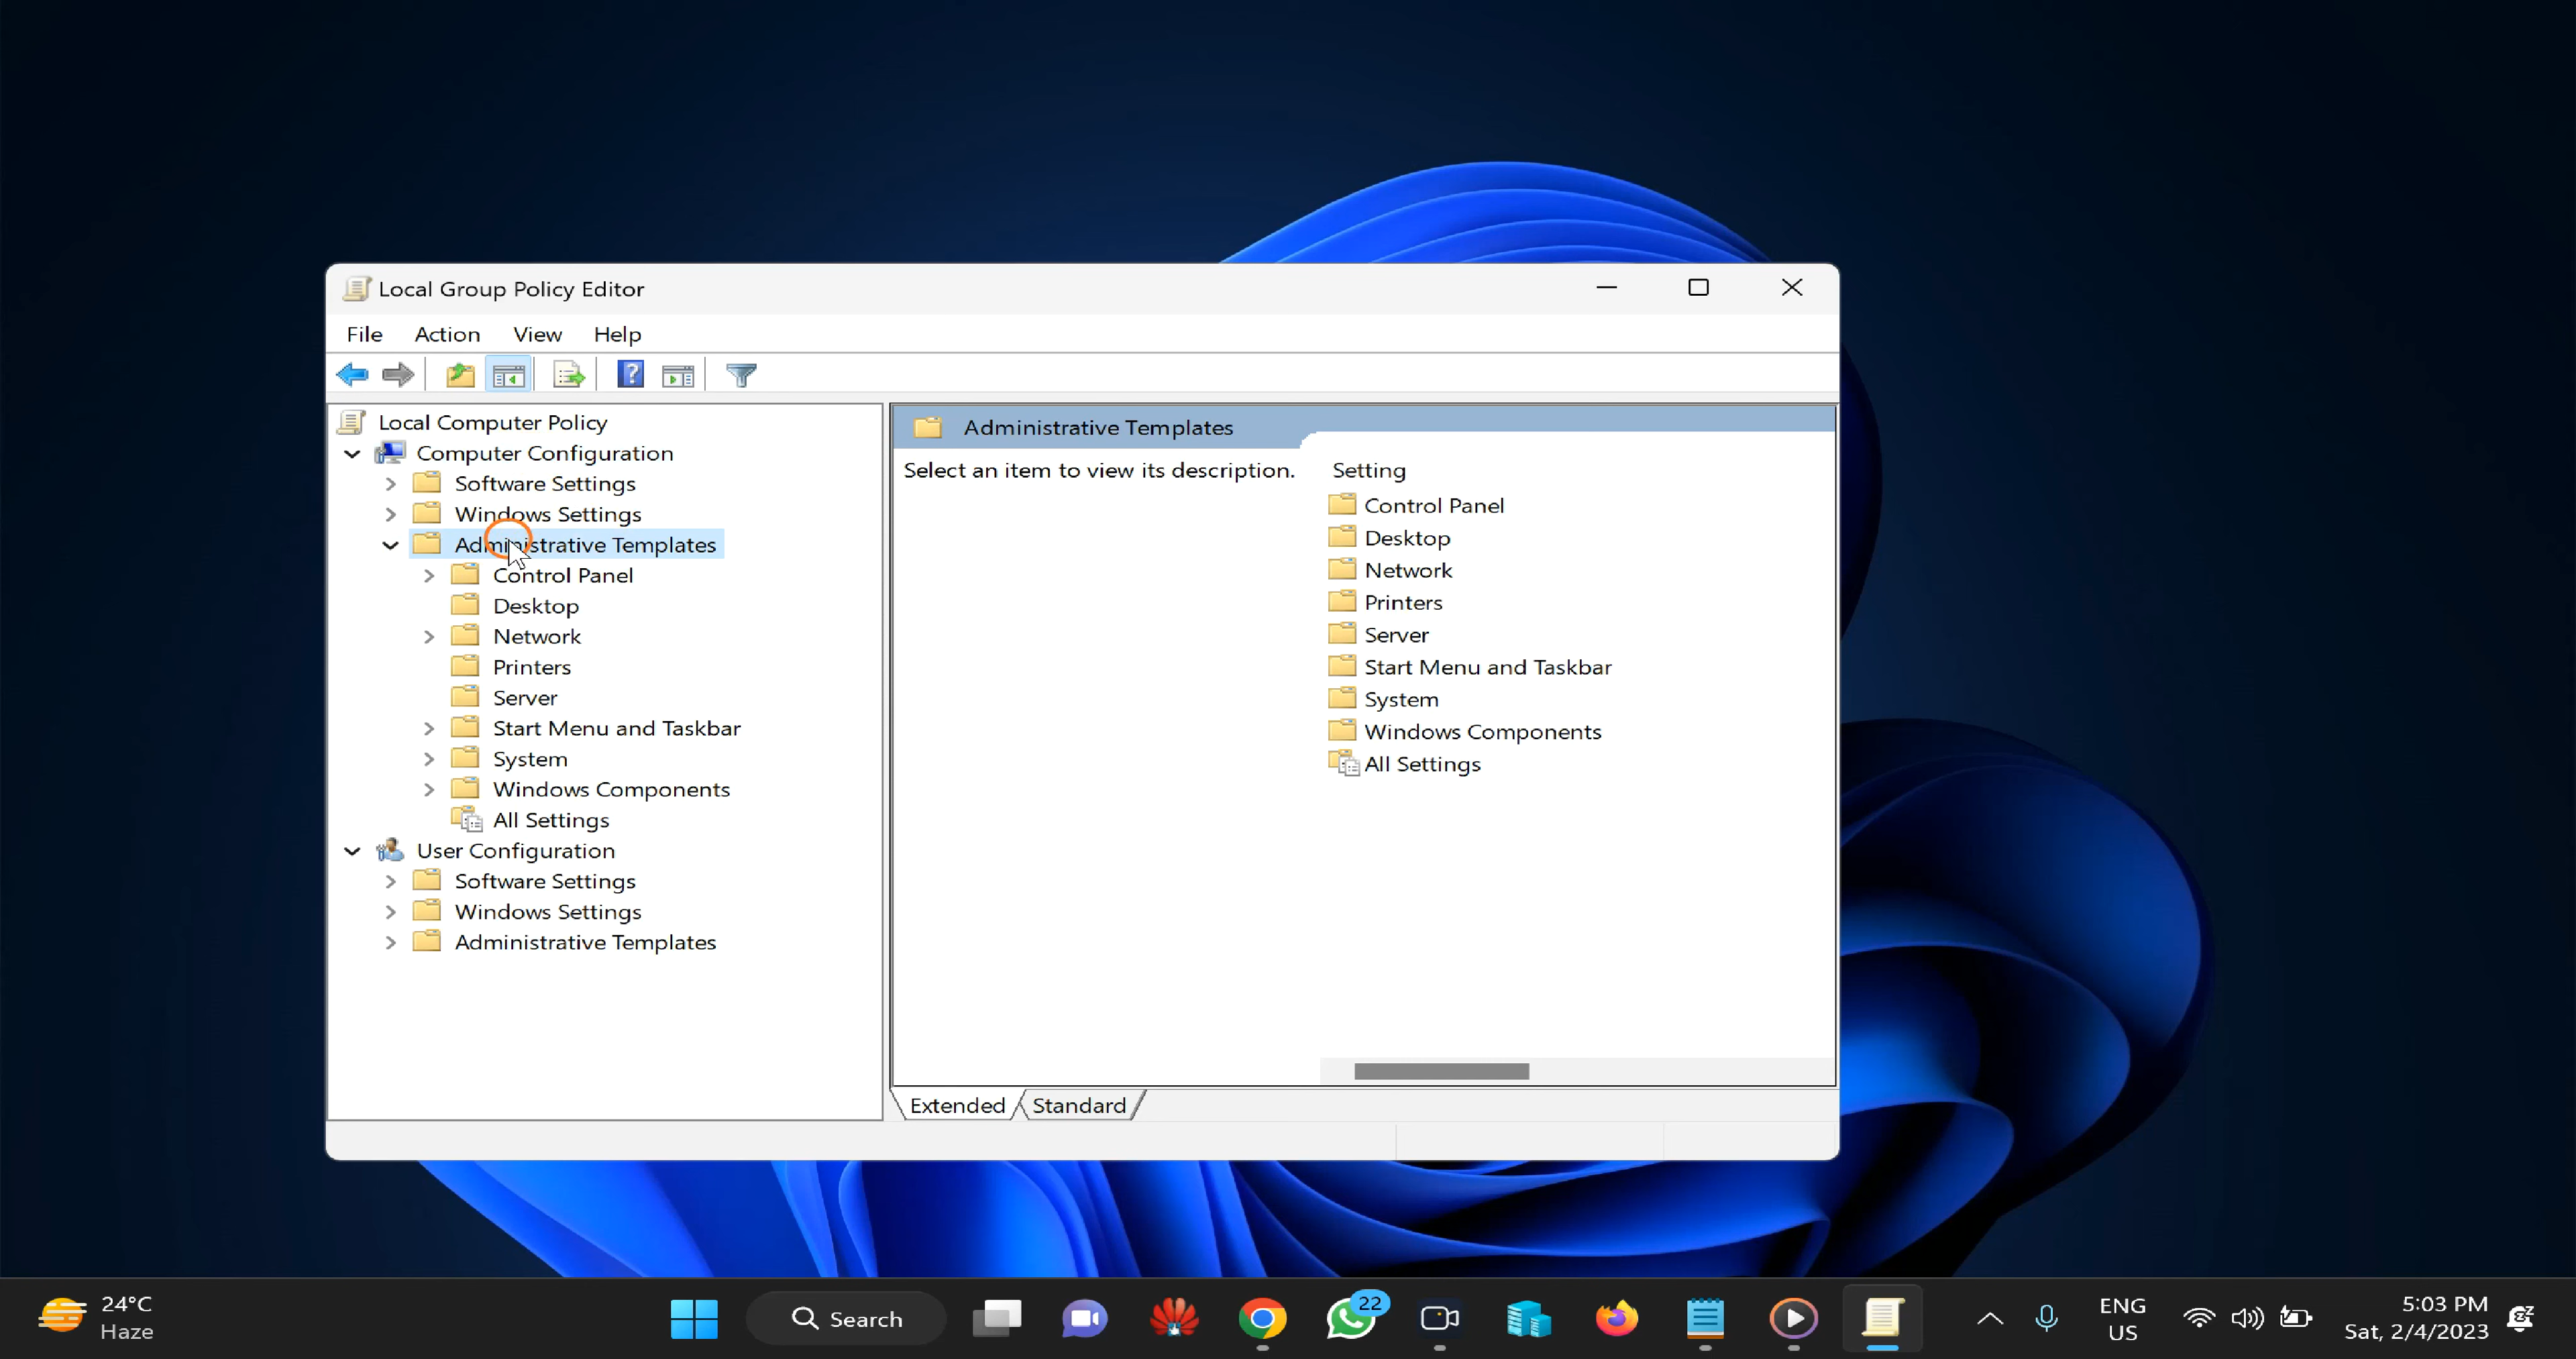 Local Group Policy Editor
File Action View Help
Local Computer Policy
Computer Configuration
Software Settings
Windows Settings
Administrative Templates
Control Panel
Desktop
Network
Printers
Server
Start Menu and Taskbar
System
Windows Components
All Settings
User Configuration
Software Settings
Windows Settings
Administrative Templates
Administrative Templates
Select an item to view its description.
Setting
Control Panel
Desktop
Network
Printers
Server
Start Menu and Taskbar
System
Windows Components
All Settings
Extended Standard
24°C
Haze
Search
22
ENG
US
5:03 PM
Sat, 2/4/2023